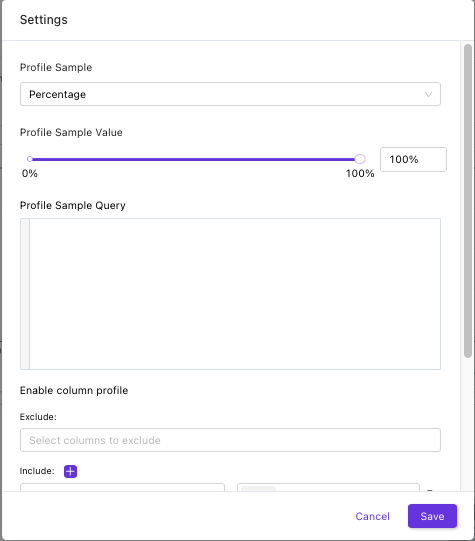 Settings
Profile Sample
Percentage
Profile Sample Value
0%
100%
100%
Profile Sample Query
Enable column profile
Exclude:
Select columns to exclude
Include:
Cancel
Save